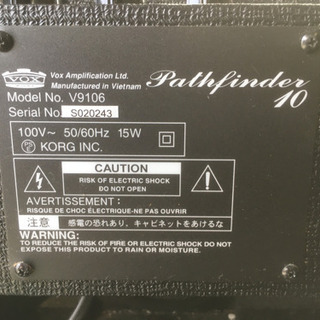 VOX
Vox Amplification Ltd.
Manufactured in Vietnam
Pathfinder
10
Model No. V9106
Serial No. S020243
100V~ 50/60Hz 15W
KORG INC.
CAUTION
RISK OF ELECTRIC SHOCK
DO NOT OPEN
AVERTISSEMENT:
RISQUE DE CHOC ÉLECTRIQUE-NE PAS OUVRIR
注意: 感電の恐れあり、キャビネットをあけるな
WARNING:
TO REDUCE THE RISK OF FIRE OR ELECTRIC SHOCK DO NOT
EXPOSE THIS PRODUCT TO RAIN OR MOISTURE.